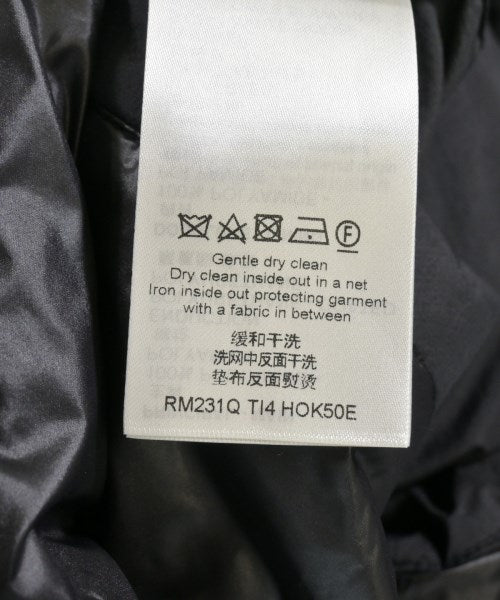 100% POLYAMIDE
F
Gentle dry clean
Dry clean inside out in a net
Iron inside out protecting garment
with a fabric in between
缓和干洗
洗网中反面干洗
垫布反面熨烫
RM231Q TI4 HOK50E